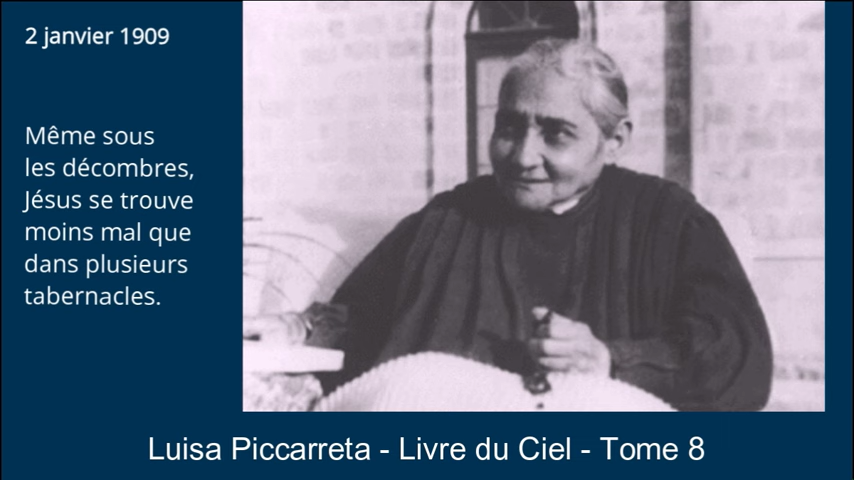 2 janvier 1909
Même sous
les décombres,
Jésus se trouve
moins mal que
dans plusieurs
tabernacles.
Luisa Piccarreta - Livre du Ciel - Tome 8